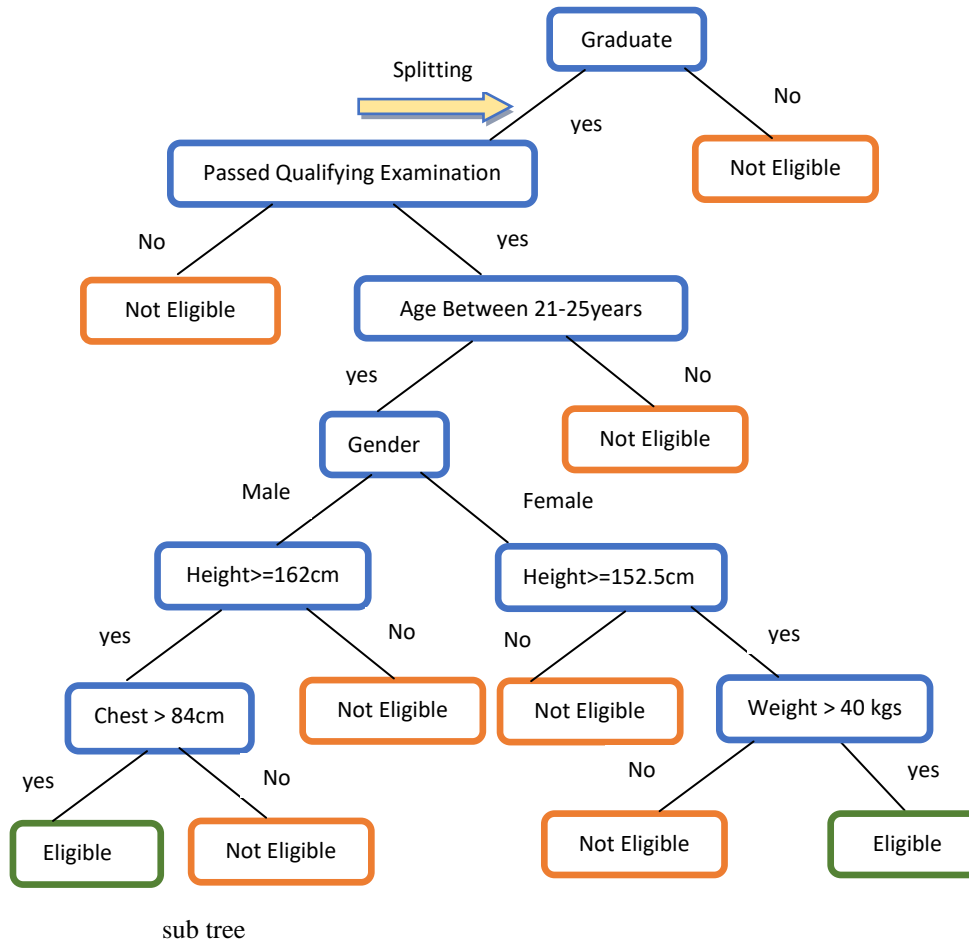 Graduate
Splitting
No
yes
Passed Qualifying Examination
Not Eligible
No
yes
Not Eligible
Age Between 21-25years
yes
No
Gender
Not Eligible
Male
Female
Height>=162cm
Height>=152.5cm
yes
No
No
yes
Chest > 84cm
Not Eligible
Not Eligible
Weight > 40 kgs
yes
No
No
yes
Eligible
Not Eligible
Not Eligible
Eligible
sub tree